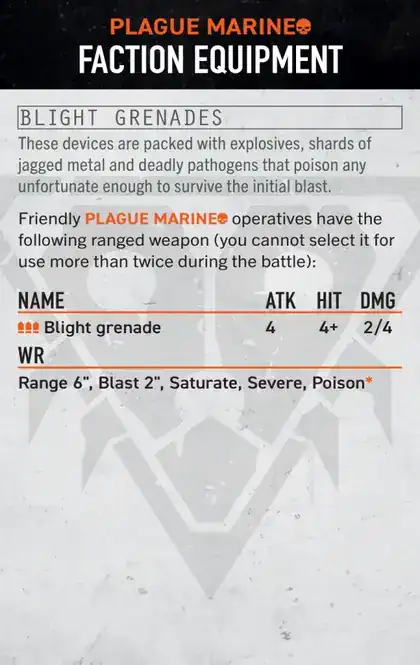 PLAGUE MARINE
FACTION EQUIPMENT
BLIGHT GRENADES
These devices are packed with explosives, shards of
jagged metal and deadly pathogens that poison any
unfortunate enough to survive the initial blast.
Friendly PLAGUE MARINE operatives have the
following ranged weapon (you cannot select it for
use more than twice during the battle):
NAME ATK HIT DMG
Blight grenade 4 4+ 2/4
WR
Range 6", Blast 2", Saturate, Severe, Poison*